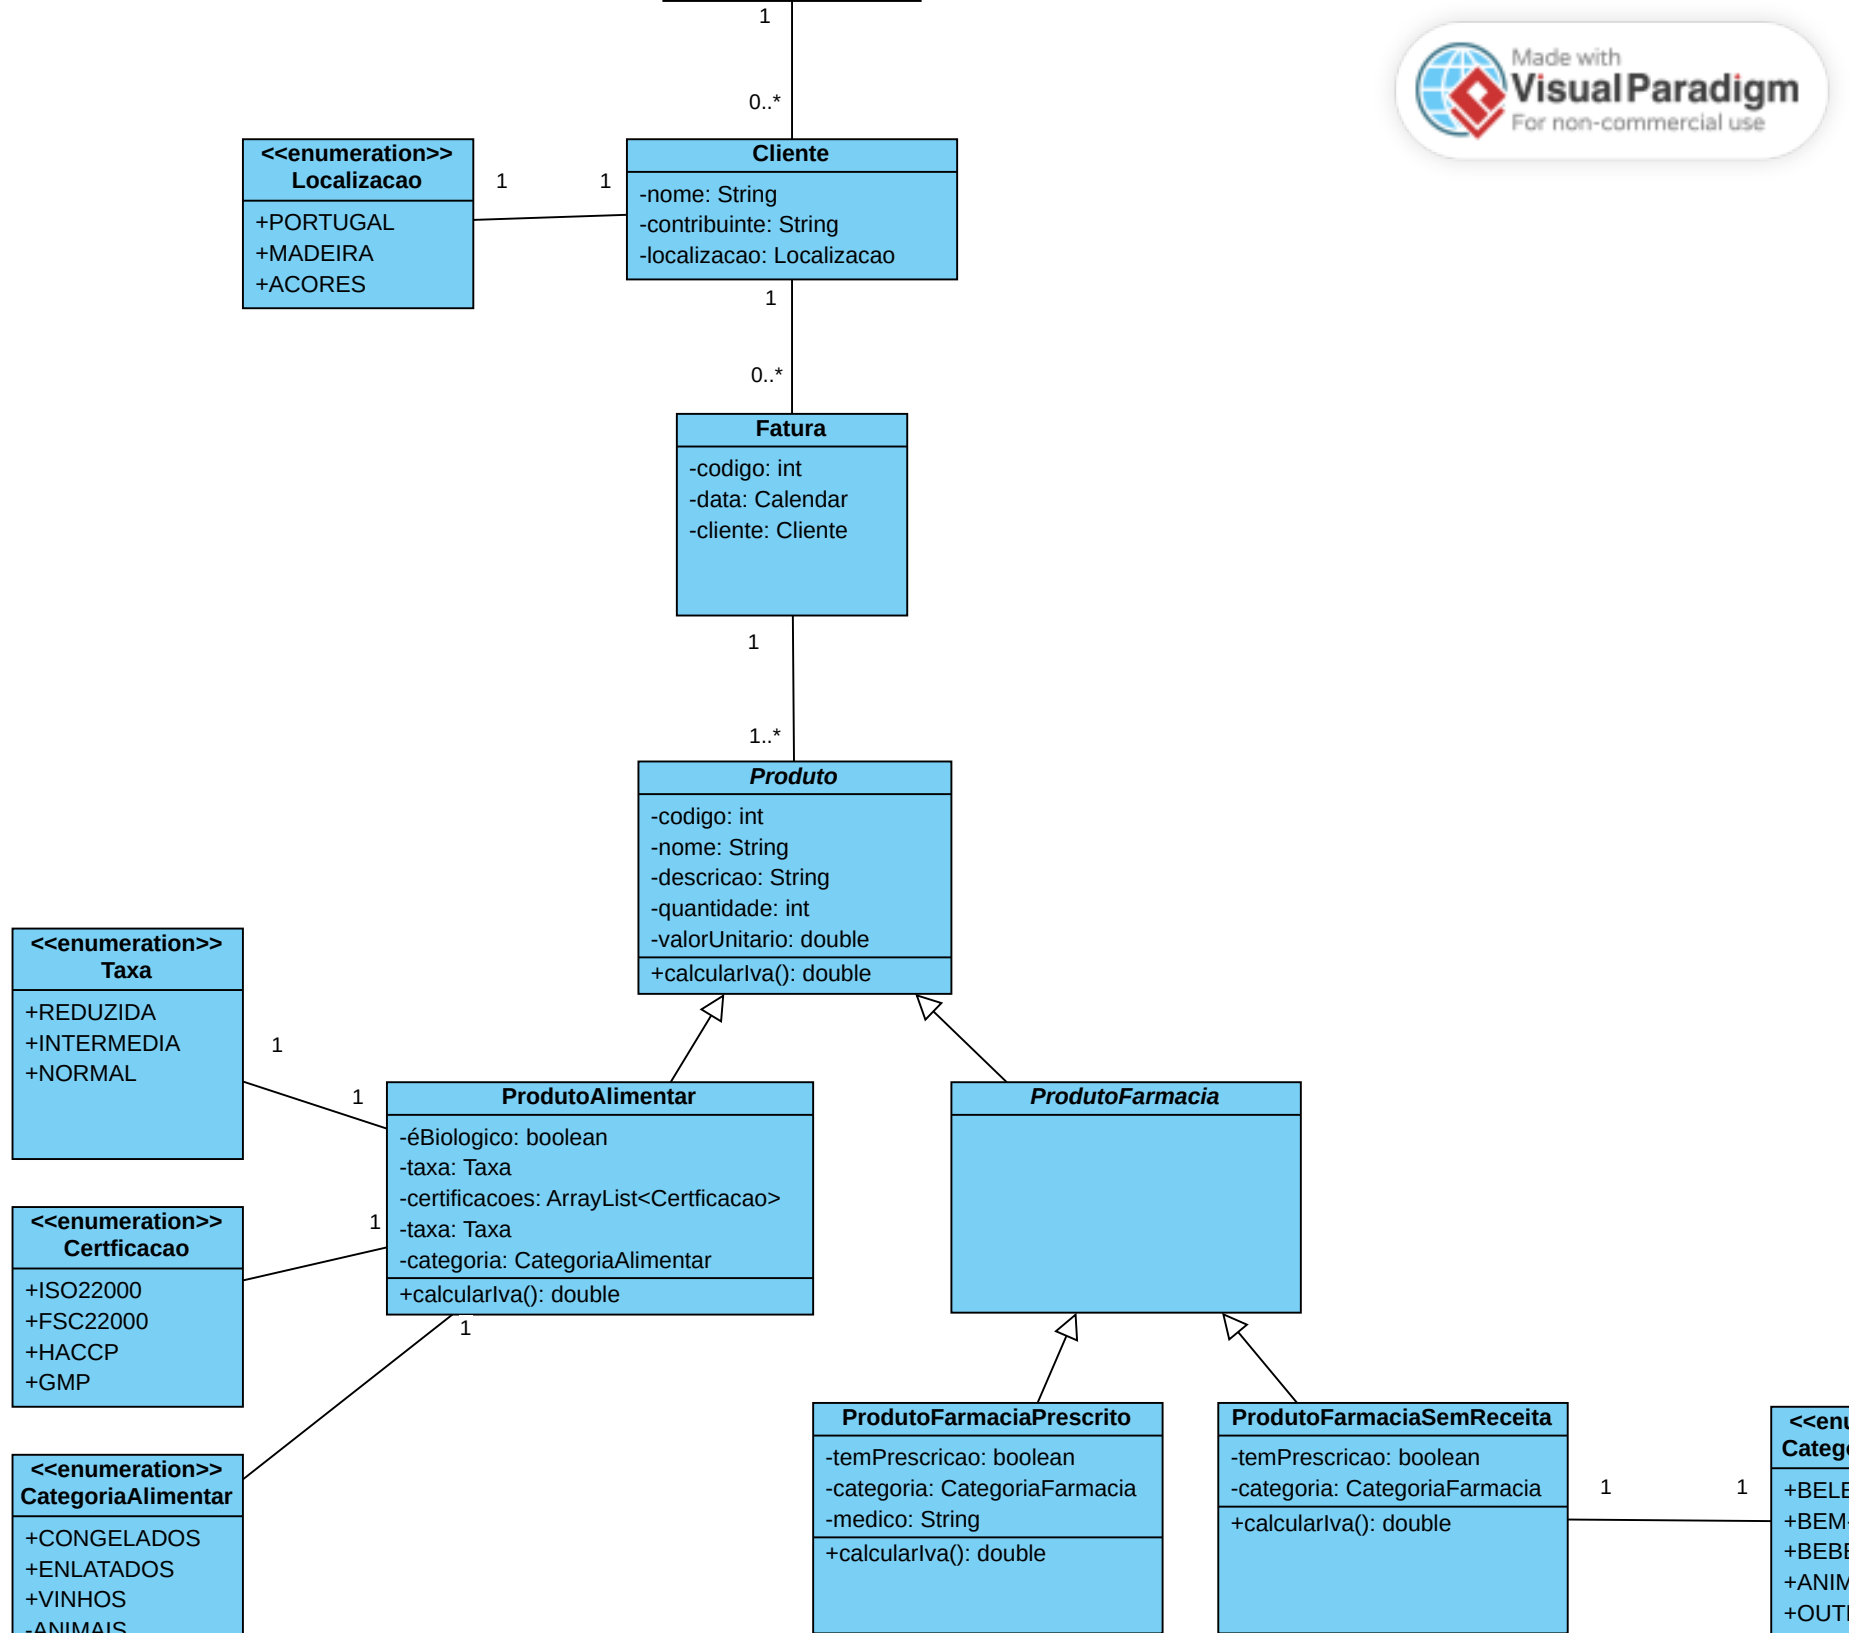 1
Made with
Visual Paradigm
For non-commercial use
0..*
<<enumeration>>
Localizacao
+PORTUGAL
+MADEIRA
+ACORES
1
1
Cliente
-nome: String
-contribuinte: String
-localizacao: Localizacao
1
0..*
Fatura
-codigo: int
-data: Calendar
-cliente: Cliente
1
1..*
Produto
-codigo: int
-nome: String
-descricao: String
-quantidade: int
-valorUnitario: double
+calcularIva(): double
<<enumeration>>
Taxa
+REDUZIDA
+INTERMEDIA
+NORMAL
1
1
ProdutoAlimentar
-éBiologico: boolean
-taxa: Taxa
-certificacoes: ArrayList<Certficacao>
-taxa: Taxa
-categoria: CategoriaAlimentar
+calcularIva(): double
ProdutoFarmacia
<<enumeration>>
Certficacao
+ISO22000
+FSC22000
+HACCP
+GMP
1
1
<<enumeration>>
CategoriaAlimentar
+CONGELADOS
+ENLATADOS
+VINHOS
-ANIMAIS
ProdutoFarmaciaPrescrito
-temPrescricao: boolean
-categoria: CategoriaFarmacia
-medico: String
+calcularIva(): double
ProdutoFarmaciaSemReceita
-temPrescricao: boolean
-categoria: CategoriaFarmacia
+calcularIva(): double
1
1